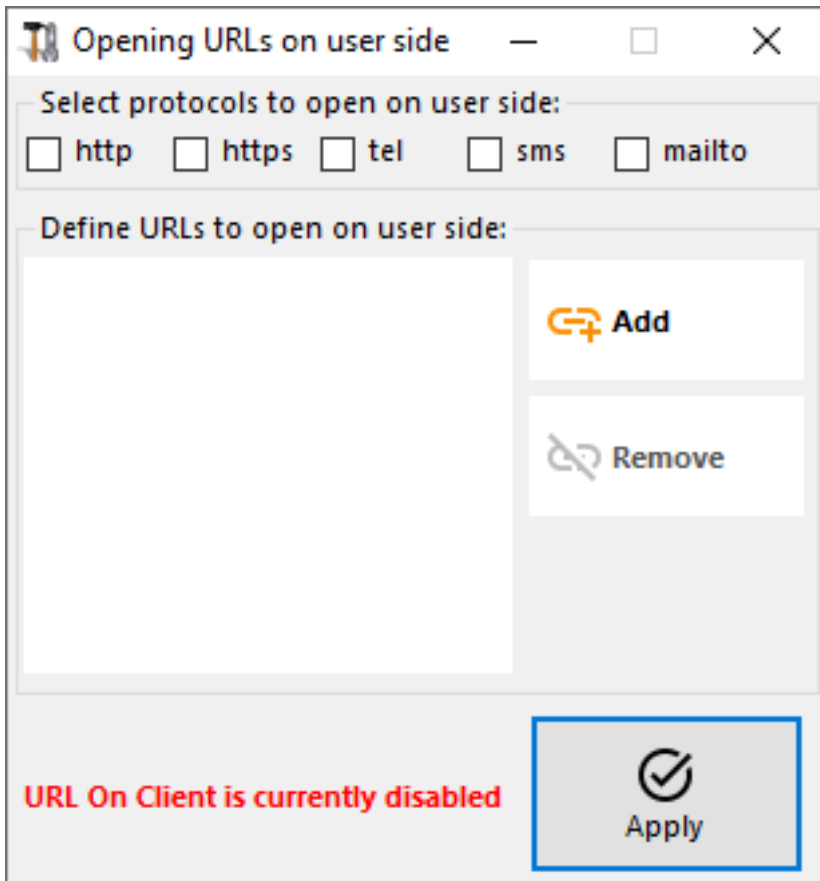 Opening URLs on user side
Select protocols to open on user side:
http https tel sms mailto
Define URLs to open on user side:
Add
Remove
URL On Client is currently disabled
Apply